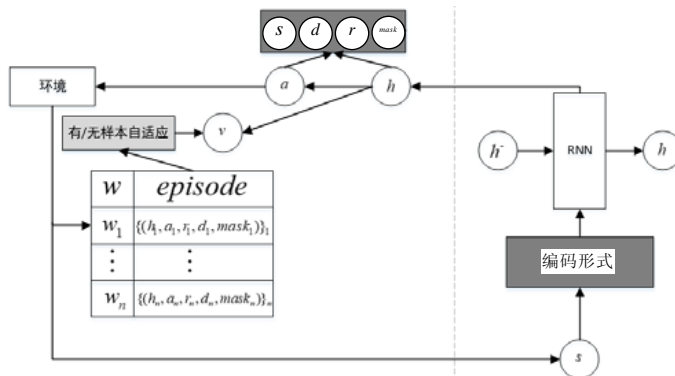 s d r mask
环境
a
h
有/无样本自适应
v
h⁻
RNN
h
w episode
w₁ {(h₁, a₁, r₁, d₁, mask₁)}₁
⋮ ⋮
wₙ {(hₙ, aₙ, rₙ, dₙ, maskₙ)}ₙ
编码形式
s